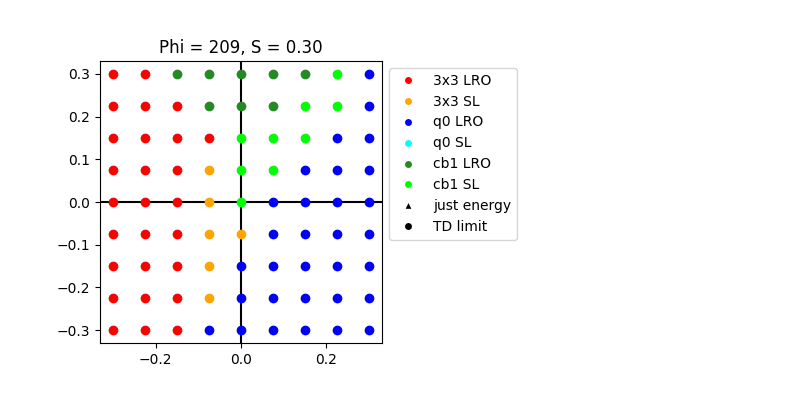 Phi = 209, S = 0.30
0.3
0.2
0.1
0.0
−0.1
−0.2
−0.3
−0.2
0.0
0.2
3x3 LRO
3x3 SL
q0 LRO
q0 SL
cb1 LRO
cb1 SL
just energy
TD limit